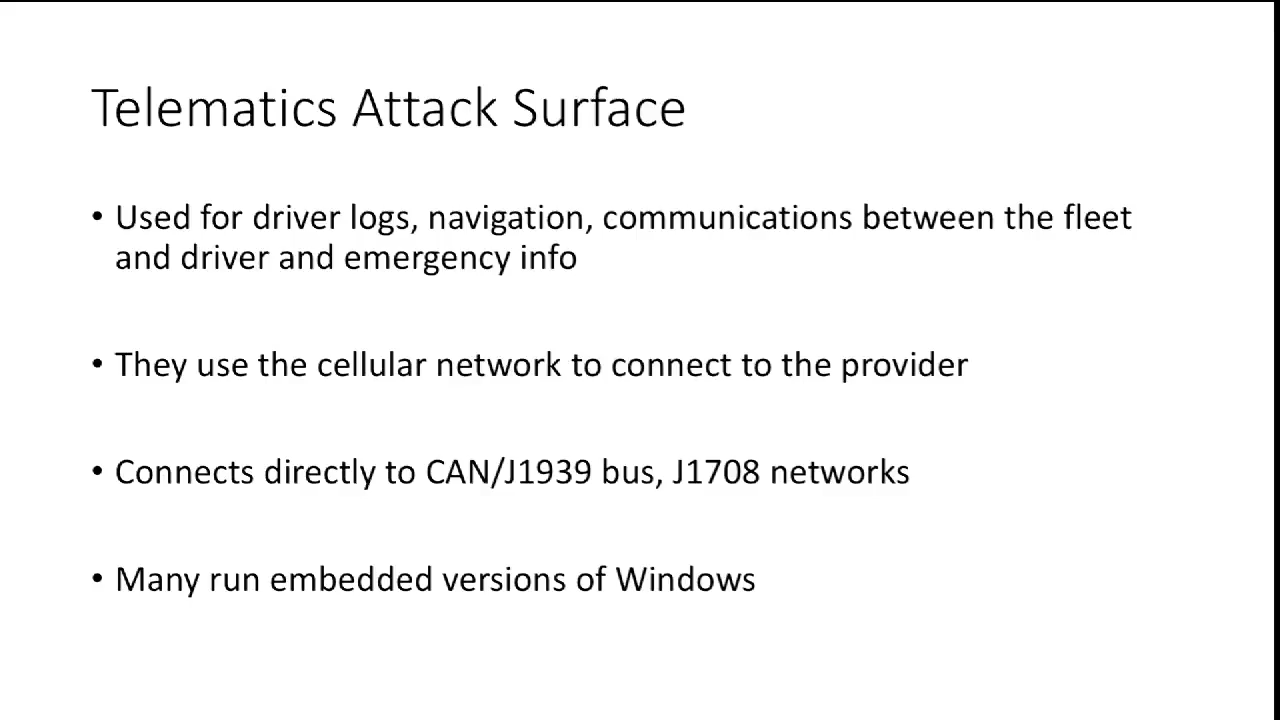 Telematics Attack Surface
• Used for driver logs, navigation, communications between the fleet
and driver and emergency info
• They use the cellular network to connect to the provider
• Connects directly to CAN/J1939 bus, J1708 networks
• Many run embedded versions of Windows